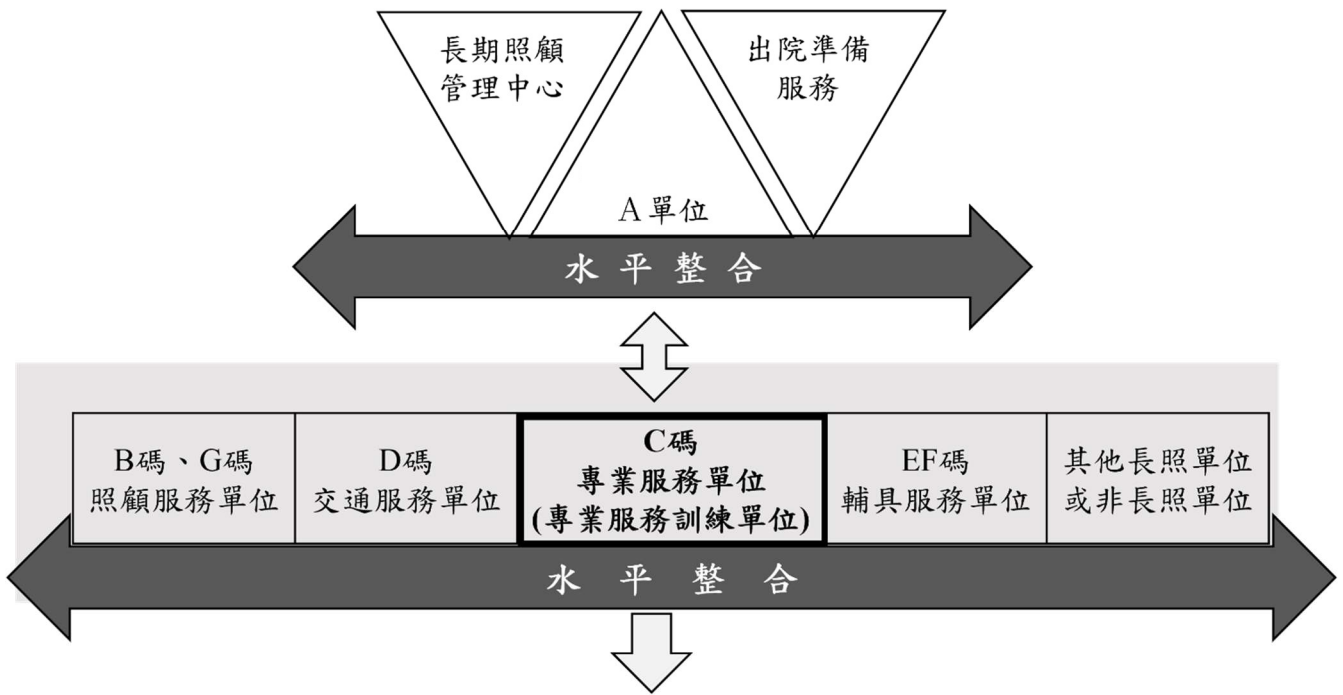 長期照顧
管理中心
出院準備
服務
A單位
水平整合
B碼、G碼
照顧服務單位
D碼
交通服務單位
C碼
專業服務單位
(專業服務訓練單位)
EF碼
輔具服務單位
其他長照單位
或非長照單位
水平整合